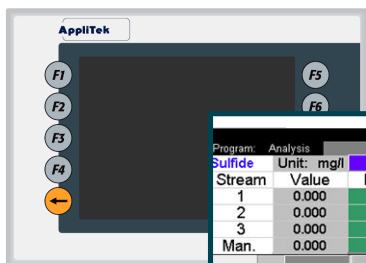 AppliTek
F1
F5
F2
F6
F3
F4
Program: Analysis
Sulfide Unit: mg/l
Stream Value
1 0.000
2 0.000
3 0.000
Man. 0.000